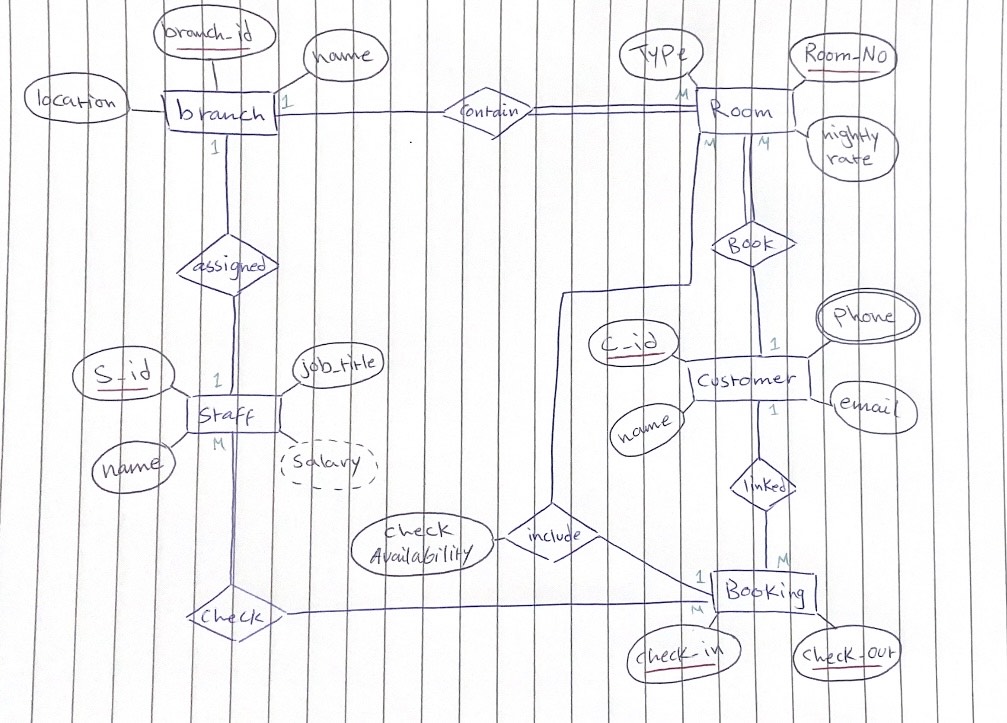 branch_id
name
location
branch
1
1
contain
M
Type
Room_No
Room
nightly
rate
M
M
assigned
Book
1
Phone
C_id
Customer
name
email
1
S_id
job_title
1
Staff
M
name
Salary
linked
check
Availability
include
M
1
Booking
M
check
check_in
check_out